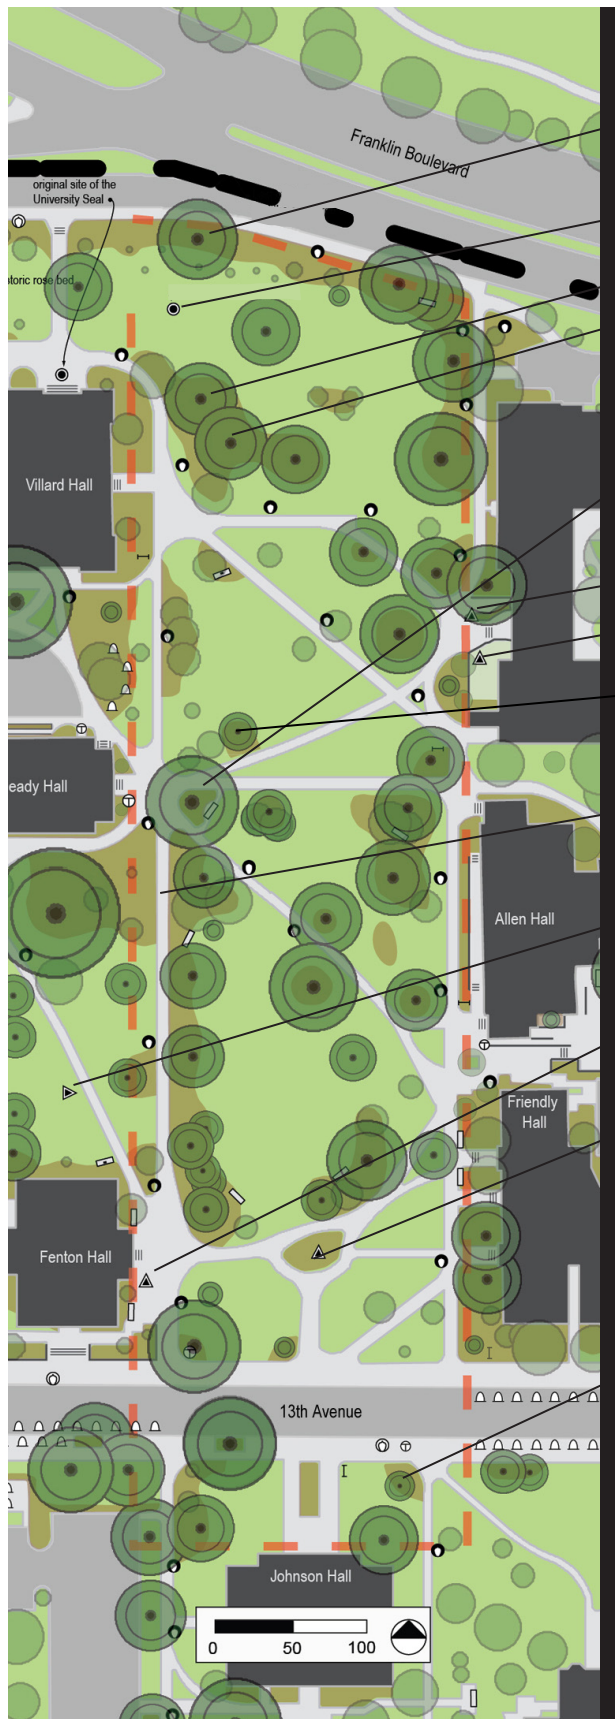 Franklin Boulevard
original site of the
University Seal
toric rose bed
Villard Hall
eady Hall
Allen Hall
Friendly
Hall
Fenton Hall
13th Avenue
Johnson Hall
0 50 100